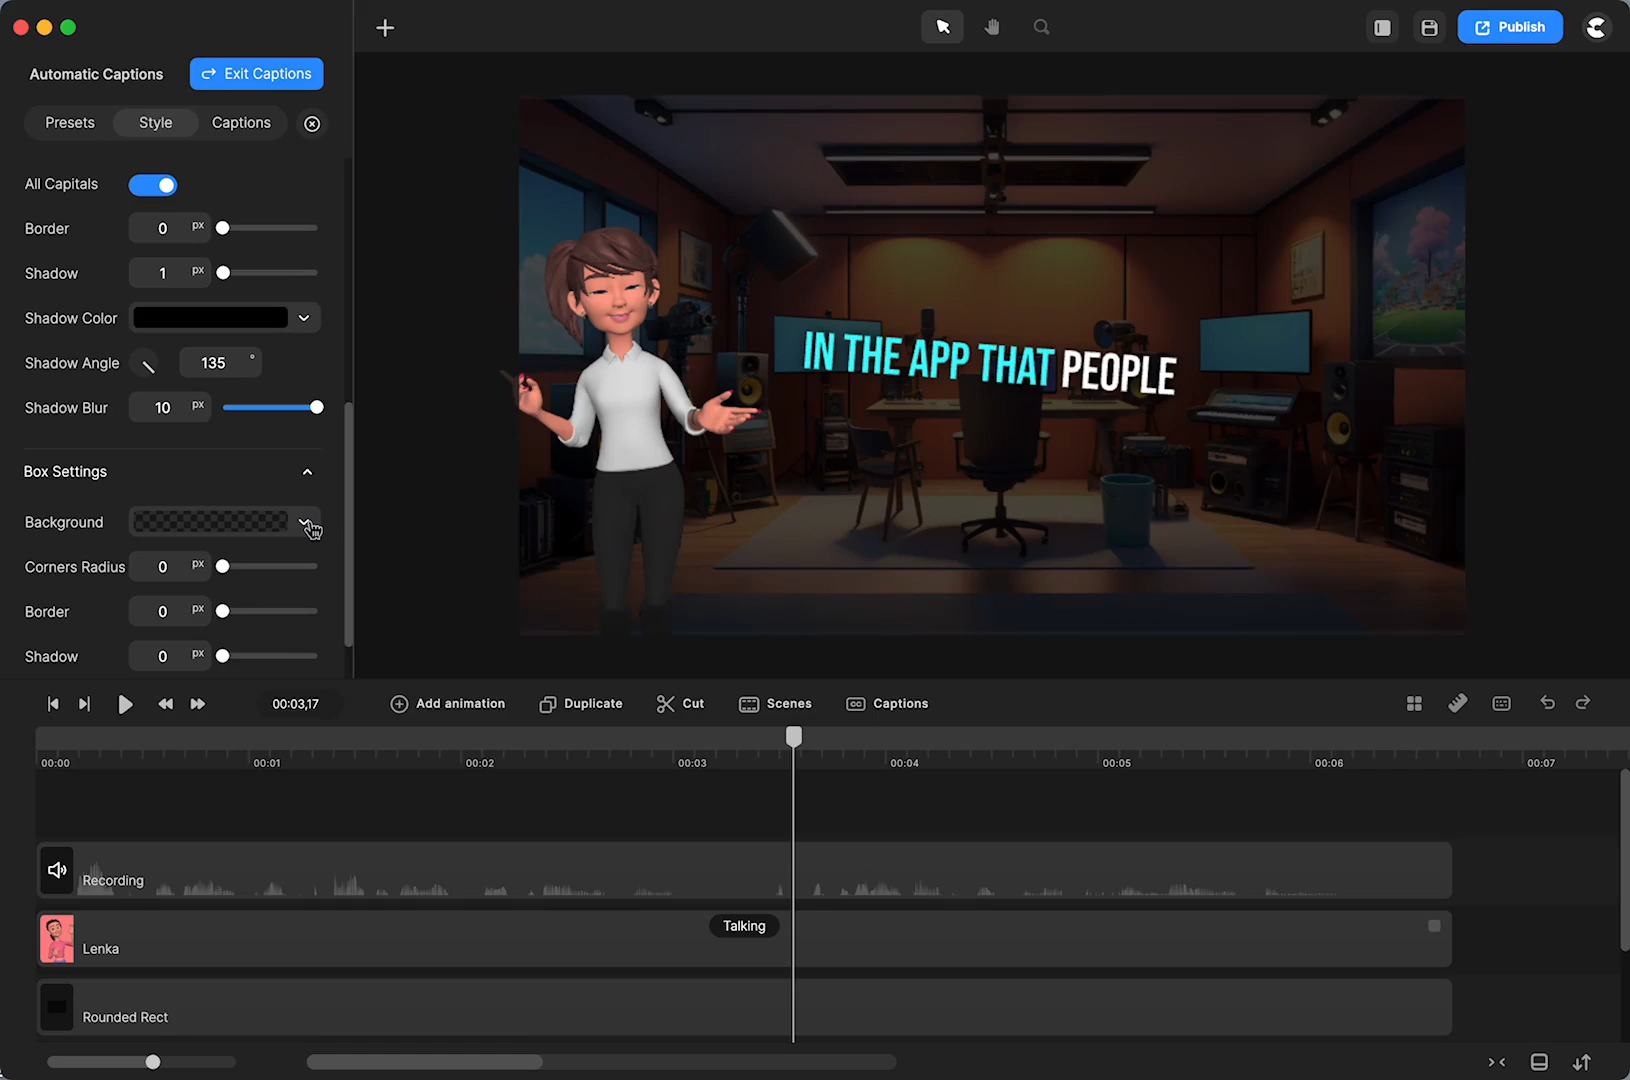 Automatic Captions
Exit Captions
Publish
Presets
Style
Captions
All Capitals
Border
0 px
Shadow
1 px
Shadow Color
Shadow Angle
135 °
Shadow Blur
10 px
Box Settings
Background
Corners Radius
0 px
Border
0 px
Shadow
0 px
IN THE APP THAT PEOPLE
00:03,17
Add animation
Duplicate
Cut
Scenes
CC Captions
00:00
00:01
00:02
00:03
00:04
00:05
00:06
00:07
Recording
Talking
Lenka
Rounded Rect